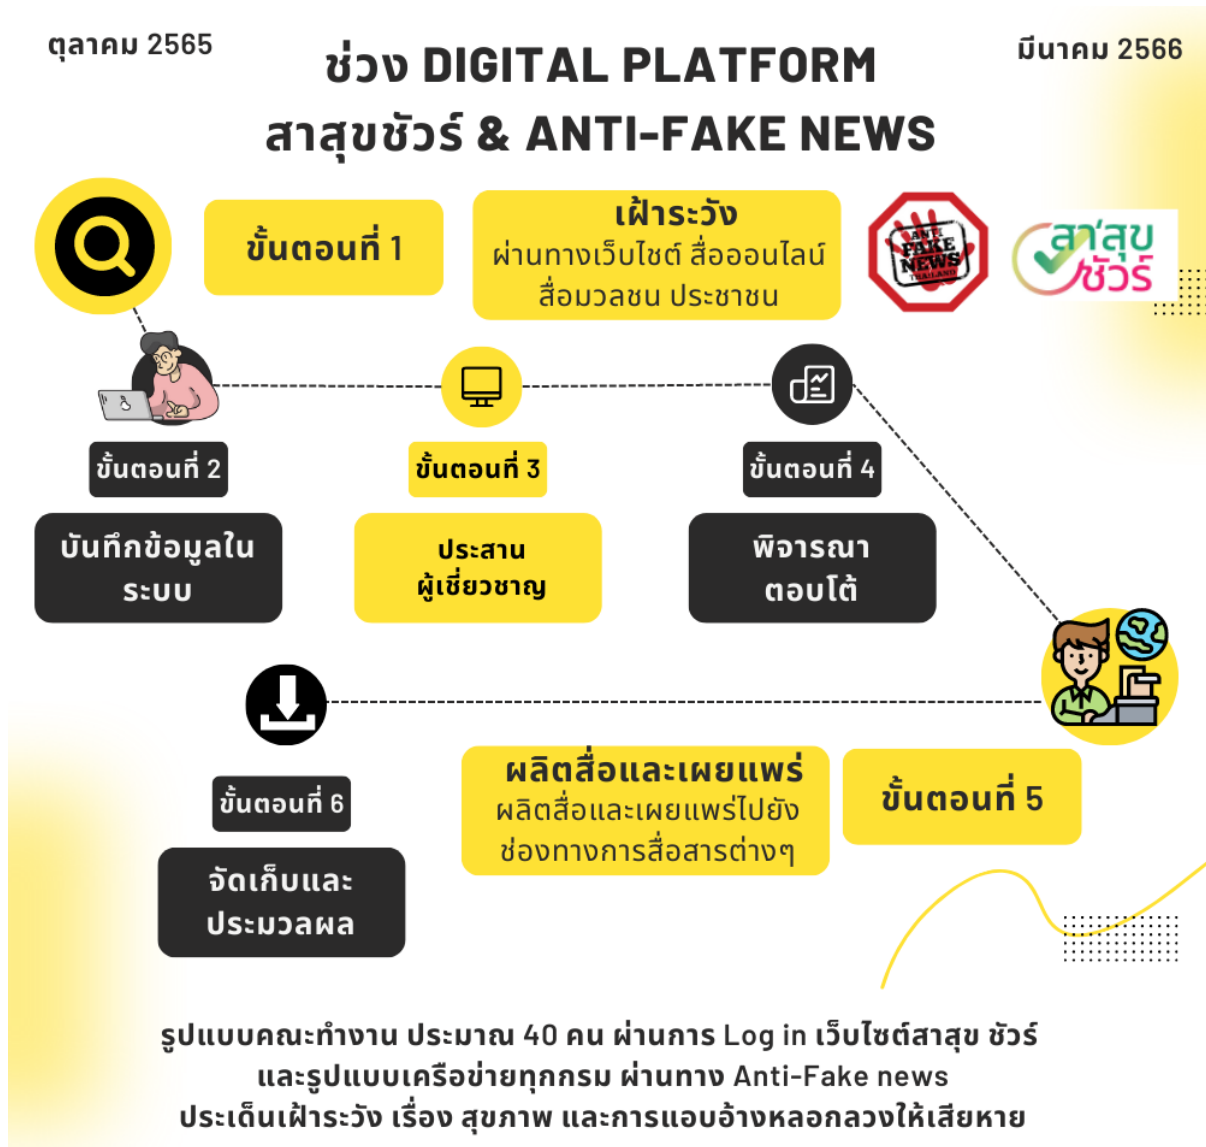 ตุลาคม 2565
มีนาคม 2566
ช่วง DIGITAL PLATFORM
สาสุขชัวร์ & ANTI-FAKE NEWS
ขั้นตอนที่ 1
เฝ้าระวัง
ผ่านทางเว็บไซต์ สื่อออนไลน์
สื่อมวลชน ประชาชน
ANTI
FAKE
NEWS
THAILAND
สาสุข
ชัวร์
ขั้นตอนที่ 2
บันทึกข้อมูลใน
ระบบ
ขั้นตอนที่ 3
ประสาน
ผู้เชี่ยวชาญ
ขั้นตอนที่ 4
พิจารณา
ตอบโต้
ขั้นตอนที่ 5
ผลิตสื่อและเผยแพร่
ผลิตสื่อและเผยแพร่ไปยัง
ช่องทางการสื่อสารต่างๆ
ขั้นตอนที่ 6
จัดเก็บและ
ประมวลผล
รูปแบบคณะทำงาน ประมาณ 40 คน ผ่านการ Log in เว็บไซต์สาสุข ชัวร์
และรูปแบบเครือข่ายทุกกรม ผ่านทาง Anti-Fake news
ประเด็นเฝ้าระวัง เรื่อง สุขภาพ และการแอบอ้างหลอกลวงให้เสียหาย